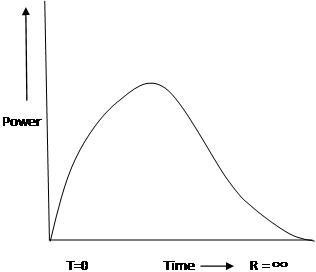 Power
T=0 Time R = ∞